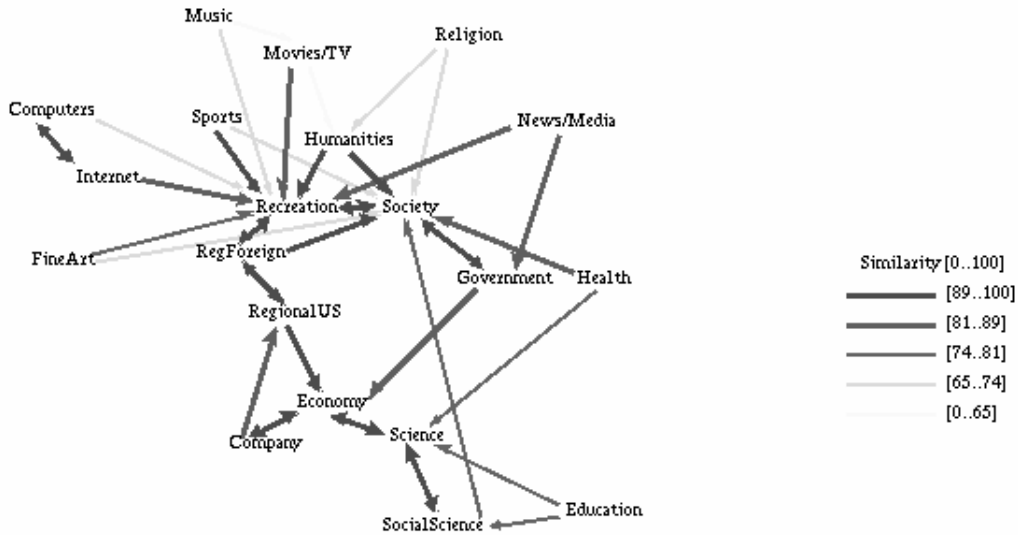 Music
Religion
Movies/TV
Computers
Sports
News/Media
Humanities
Internet
Recreation
Society
RegForeign
FineArt
Government
Health
Similarity [0..100]
[89..100]
RegionalUS
[81..89]
[74..81]
[65..74]
Economy
[0..65]
Science
Company
Education
SocialScience